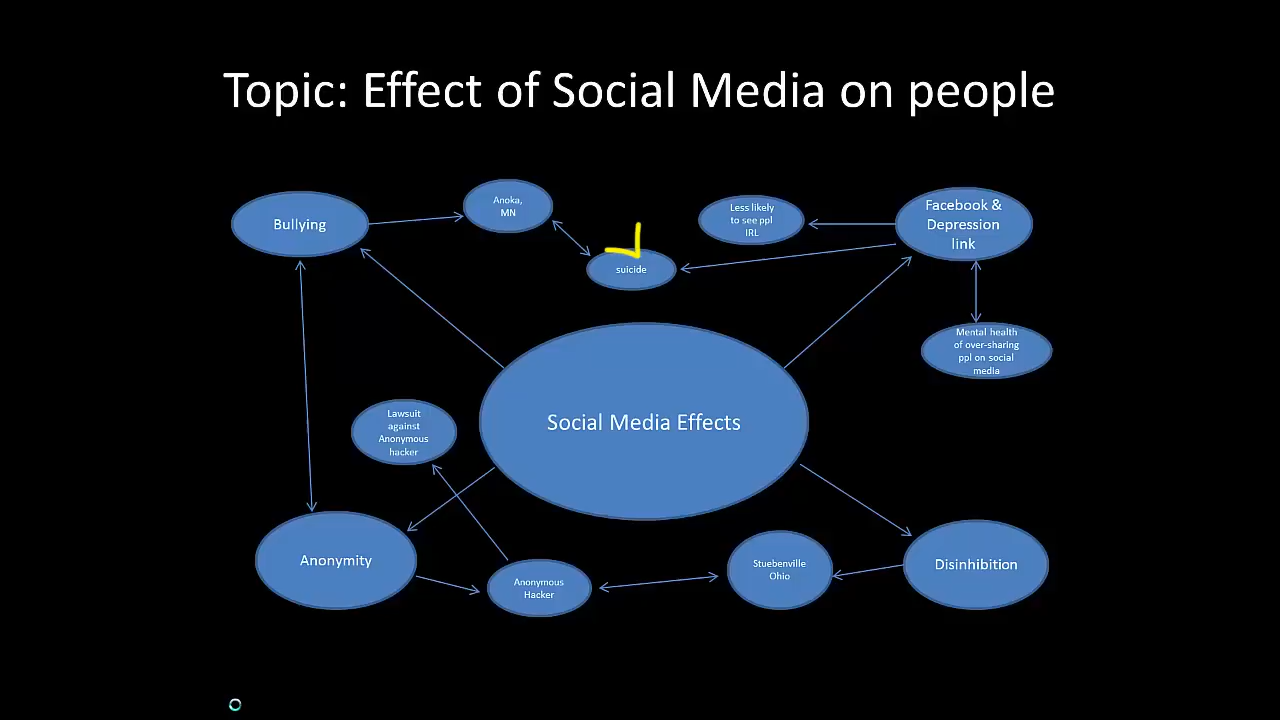 Topic: Effect of Social Media on people
Bullying
Anoka,
MN
suicide
Less likely
to see ppl
IRL
Facebook &
Depression
link
Mental health
of over-sharing
ppl on social
media
Social Media Effects
Lawsuit
against
Anonymous
hacker
Anonymity
Anonymous
Hacker
Stuebenville
Ohio
Disinhibition